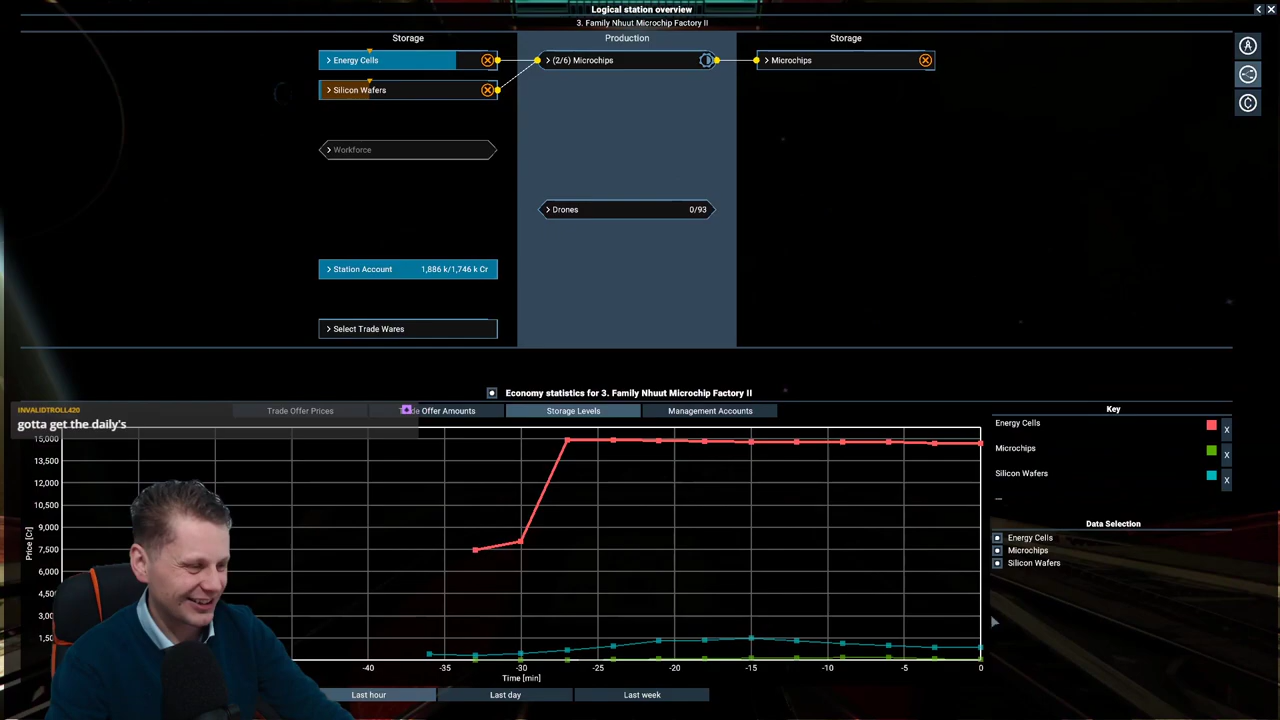 Logical station overview
3. Family Nhuut Microchip Factory II
Storage
Production
Storage
Energy Cells
(2/6) Microchips
Microchips
Silicon Wafers
Workforce
Drones 0/93
Station Account 1,886 k/1,746 k Cr
Select Trade Wares
Economy statistics for 3. Family Nhuut Microchip Factory II
INVALIDTROLL420
gotta get the daily's
Trade Offer Prices
Offer Amounts
Storage Levels
Management Accounts
Key
Energy Cells X
Microchips X
Silicon Wafers X
Data Selection
Energy Cells
Microchips
Silicon Wafers
Price [Cr]
15,000
13,500
12,000
10,500
9,000
7,500
6,000
3,000
-40 -35 -30 -25 -20 -15 -10 -5 0
Time [min]
Last hour
Last day
Last week